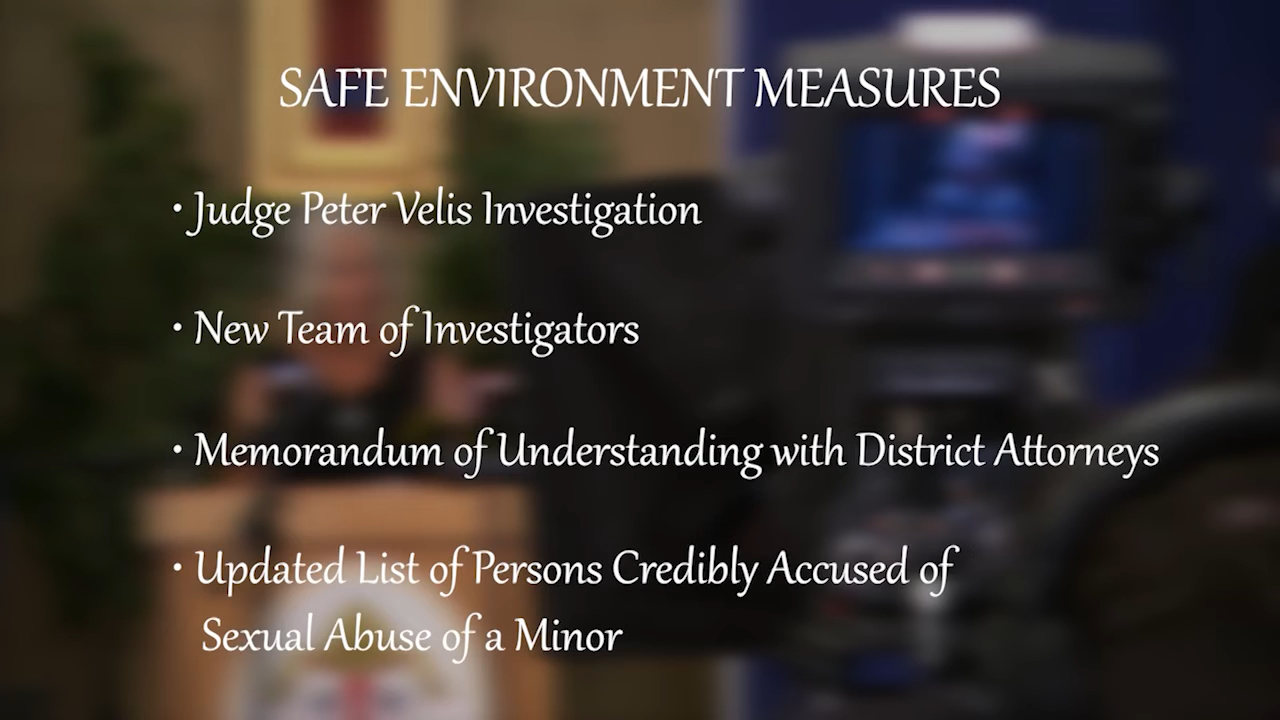 SAFE ENVIRONMENT MEASURES
• Judge Peter Velis Investigation
• New Team of Investigators
• Memorandum of Understanding with District Attorneys
• Updated List of Persons Credibly Accused of
Sexual Abuse of a Minor